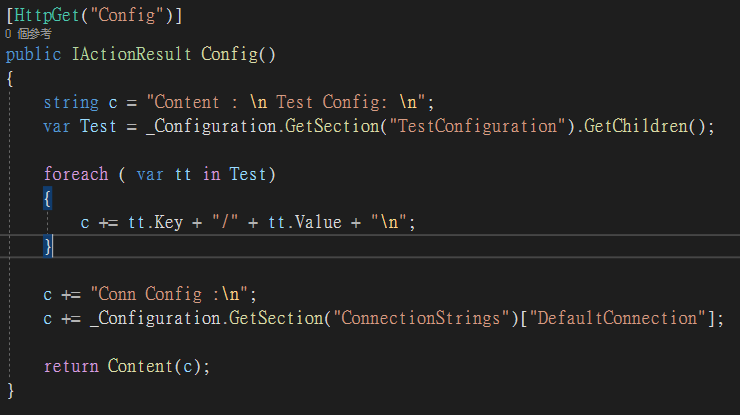 [HttpGet("Config")]
0 個參考
public IActionResult Config()
{
string c = "Content : \n Test Config: \n";
var Test = _Configuration.GetSection("TestConfiguration").GetChildren();
foreach ( var tt in Test)
{
c += tt.Key + "/" + tt.Value + "\n";
}
c += "Conn Config :\n";
c += _Configuration.GetSection("ConnectionStrings")["DefaultConnection"];
return Content(c);
}